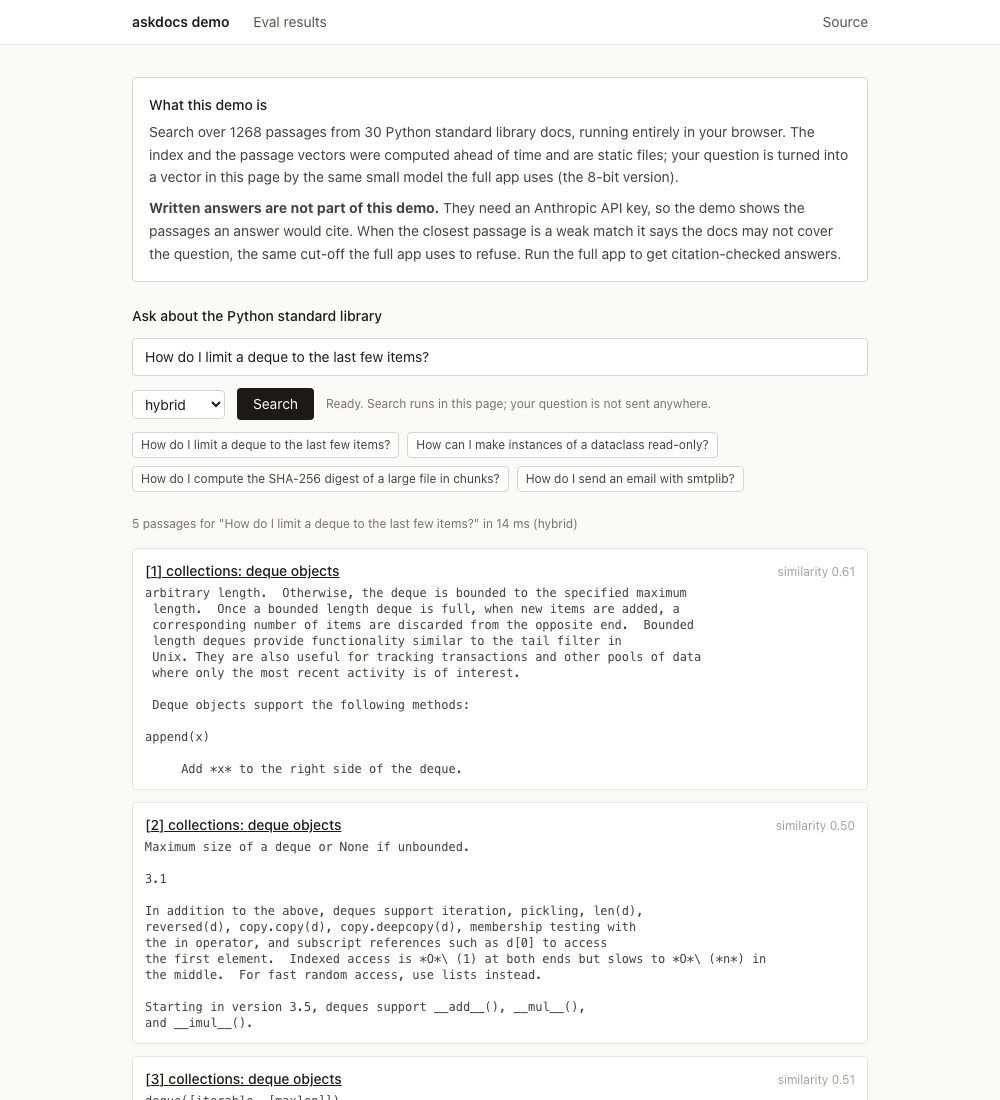 askdocs demo Eval results Source
What this demo is
Search over 1268 passages from 30 Python standard library docs, running entirely in your browser. The
index and the passage vectors were computed ahead of time and are static files; your question is turned into
a vector in this page by the same small model the full app uses (the 8-bit version).
Written answers are not part of this demo. They need an Anthropic API key, so the demo shows the
passages an answer would cite. When the closest passage is a weak match it says the docs may not cover
the question, the same cut-off the full app uses to refuse. Run the full app to get citation-checked answers.
Ask about the Python standard library
How do I limit a deque to the last few items?
hybrid Search Ready. Search runs in this page; your question is not sent anywhere.
How do I limit a deque to the last few items? How can I make instances of a dataclass read-only?
How do I compute the SHA-256 digest of a large file in chunks? How do I send an email with smtplib?
5 passages for "How do I limit a deque to the last few items?" in 14 ms (hybrid)
[1] collections: deque objects similarity 0.61
arbitrary length.  Otherwise, the deque is bounded to the specified maximum
length.  Once a bounded length deque is full, when new items are added, a
corresponding number of items are discarded from the opposite end.  Bounded
length deques provide functionality similar to the tail filter in
Unix. They are also useful for tracking transactions and other pools of data
where only the most recent activity is of interest.
Deque objects support the following methods:
append(x)
Add *x* to the right side of the deque.
[2] collections: deque objects similarity 0.50
Maximum size of a deque or None if unbounded.
3.1
In addition to the above, deques support iteration, pickling, len(d),
reversed(d), copy.copy(d), copy.deepcopy(d), membership testing with
the in operator, and subscript references such as d[0] to access
the first element.  Indexed access is *O*\ (1) at both ends but slows to *O*\ (*n*) in
the middle.  For fast random access, use lists instead.
Starting in version 3.5, deques support __add__(), __mul__(),
and __imul__().
[3] collections: deque objects similarity 0.51
deque([iterable, [maxlen]])